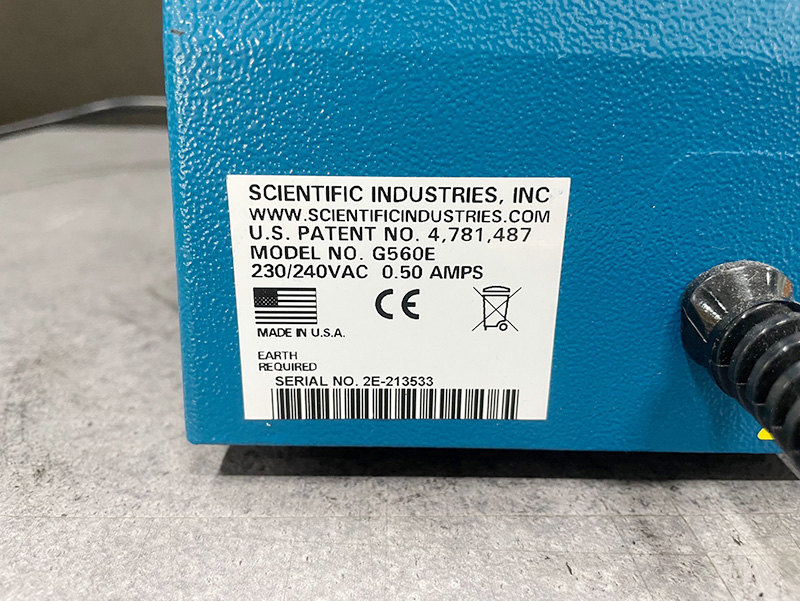 SCIENTIFIC INDUSTRIES, INC
WWW.SCIENTIFICINDUSTRIES.COM
U.S. PATENT NO. 4,781,487
MODEL NO. G560E
230/240VAC 0.50 AMPS
CE
MADE IN U.S.A.
EARTH
REQUIRED
SERIAL NO. 2E-213533